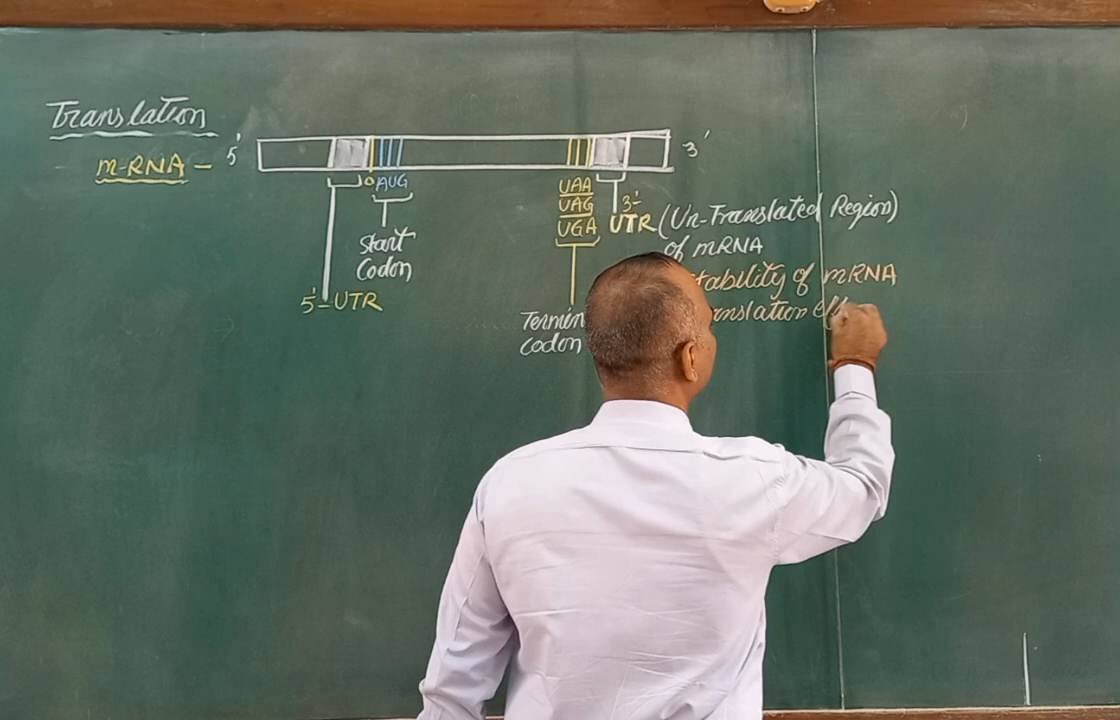 Translation
m-RNA - 5' 3'
AUG
UAA
UAG
UGA
3'-
UTR (Un-Translated Region)
of mRNA
Start
Codon
stability of mRNA
5'-UTR
Codon